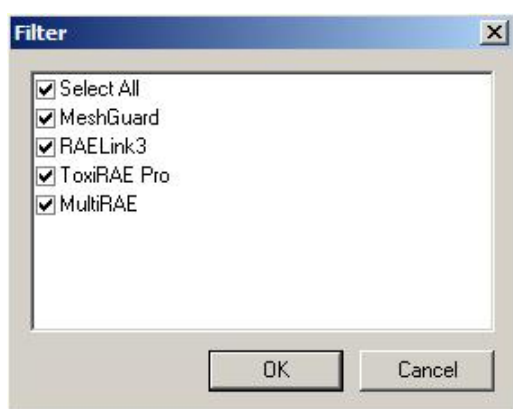 Filter
Select All
MeshGuard
RAELink3
ToxiRAE Pro
MultiRAE
OK
Cancel